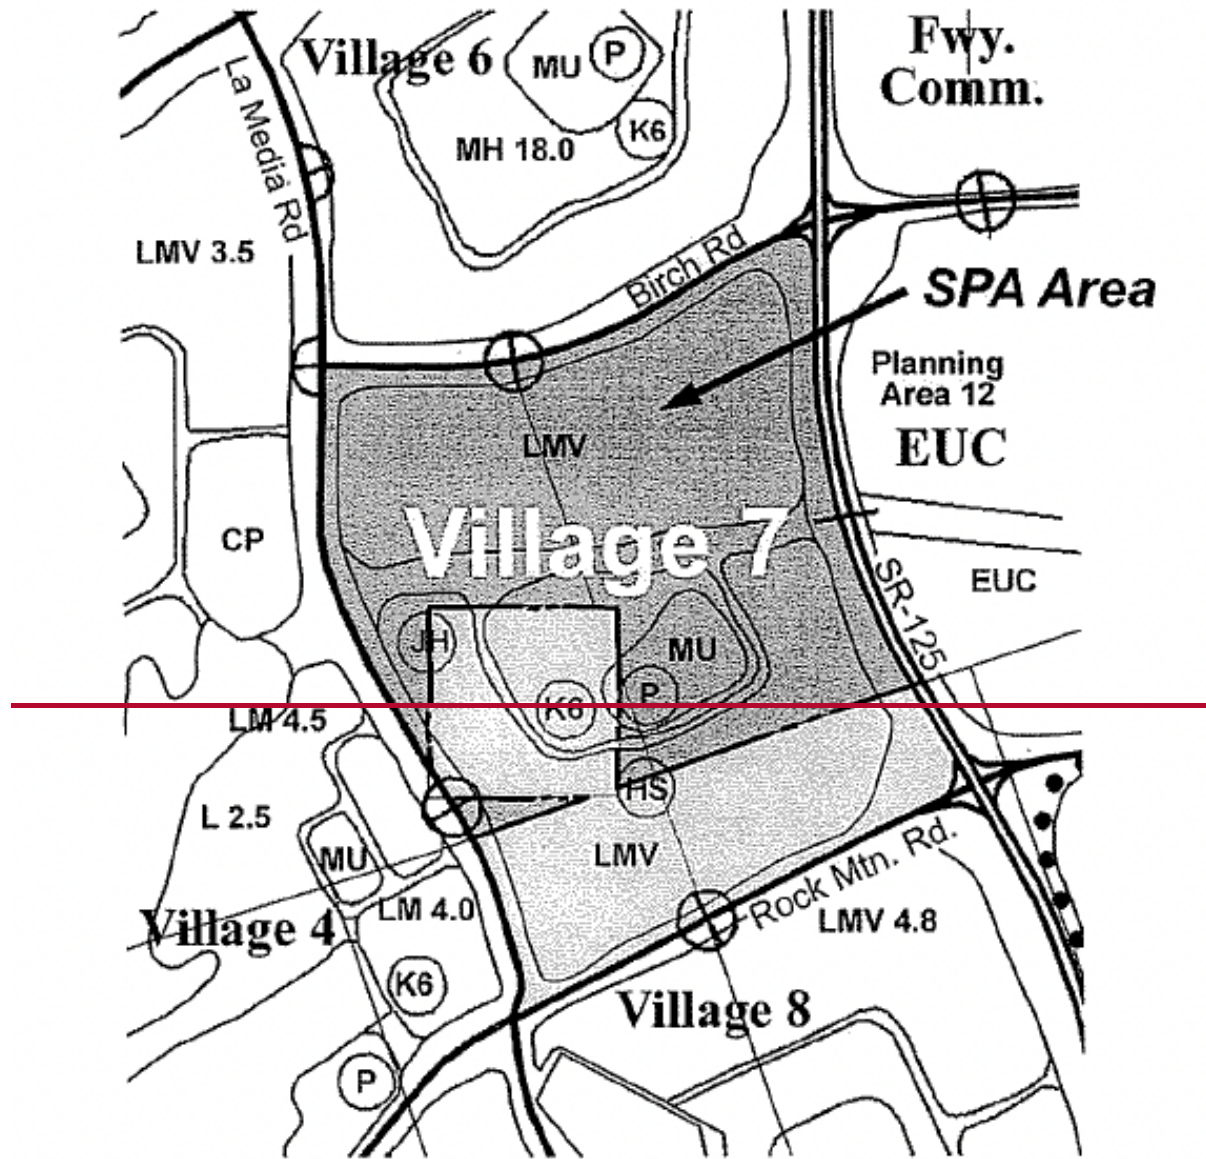 Village 6
MU
P
K6
MH 18.0
Fwy.
Comm.
La Media Rd
LMV 3.5
Birch Rd
SPA Area
Planning
Area 12
EUC
LMV
Village 7
CP
EUC
SR-125
JH
MU
K6
P
LM 4.5
HS
L 2.5
MU
LMV
Rock Mtn. Rd.
LM 4.0
LMV 4.8
Village 4
K6
Village 8
P